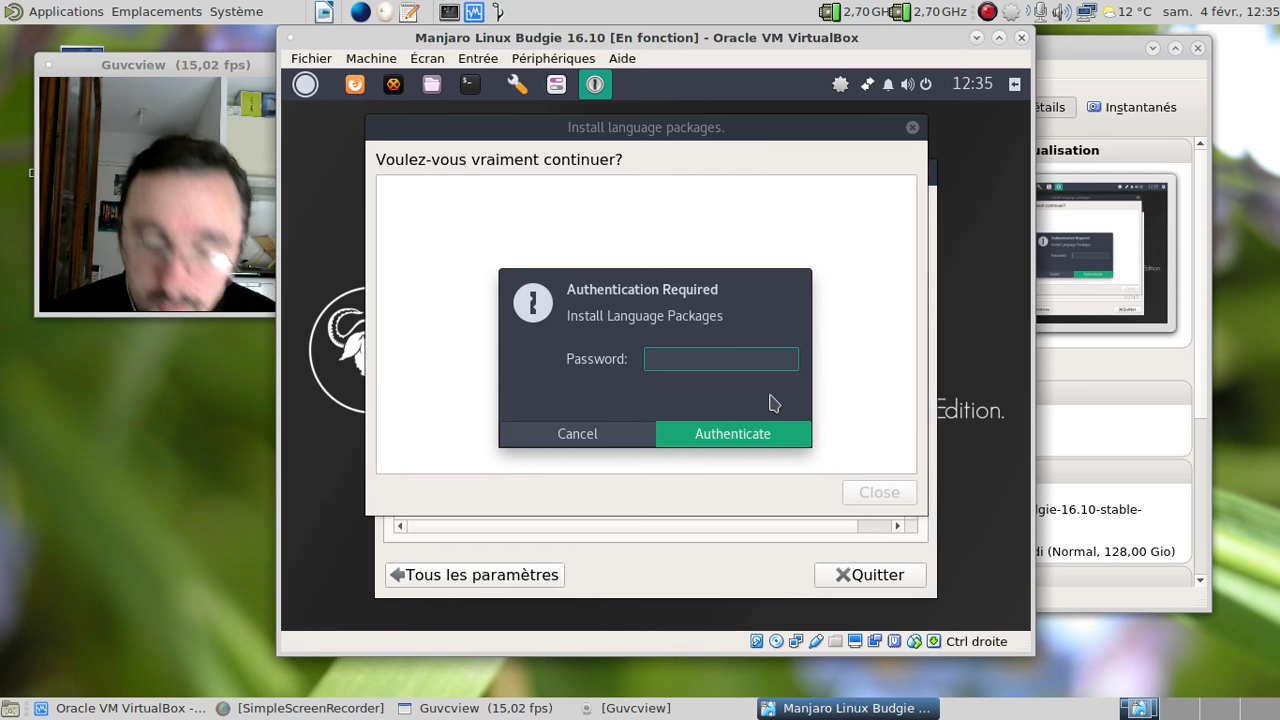 Applications Emplacements Système
2,70 GHz
2,70 GHz
12 °C
sam. 4 févr., 12:35
Guvcview (15,02 fps)
Manjaro Linux Budgie 16.10 [En fonction] - Oracle VM VirtualBox
Fichier Machine Écran Entrée Périphériques Aide
12:35
étails
Instantanés
ualisation
Install language packages.
Voulez-vous vraiment continuer?
Authentication Required
Install Language Packages
Password:
Cancel
Authenticate
Close
Edition.
Tous les paramètres
Quitter
gie-16.10-stable-
di (Normal, 128,00 Gio)
Ctrl droite
Oracle VM VirtualBox -...
[SimpleScreenRecorder]
Guvcview (15,02 fps)
[Guvcview]
Manjaro Linux Budgie ...